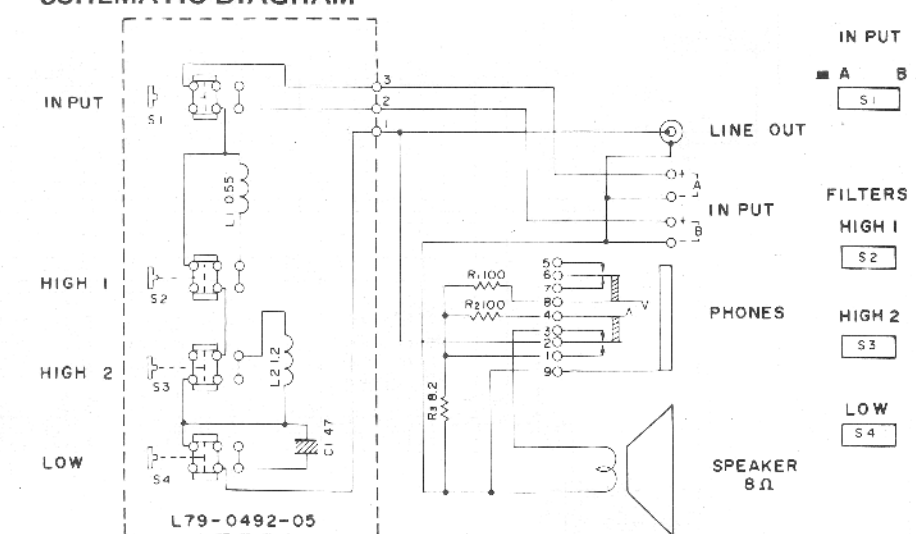 SCHEMATIC DIAGRAM
IN PUT
S1
L1 0.55
HIGH 1
S2
HIGH 2
S3
L2 1.2
C1 47
LOW
S4
L79-0492-05
3
2
1
LINE OUT
+
-
A
IN PUT
+
-
B
R1 100
R2 100
R3 8.2
5
6
7
8
4
3
2
1
9
V
PHONES
SPEAKER
8Ω
IN PUT
A B
S1
FILTERS
HIGH 1
S2
HIGH 2
S3
LOW
S4